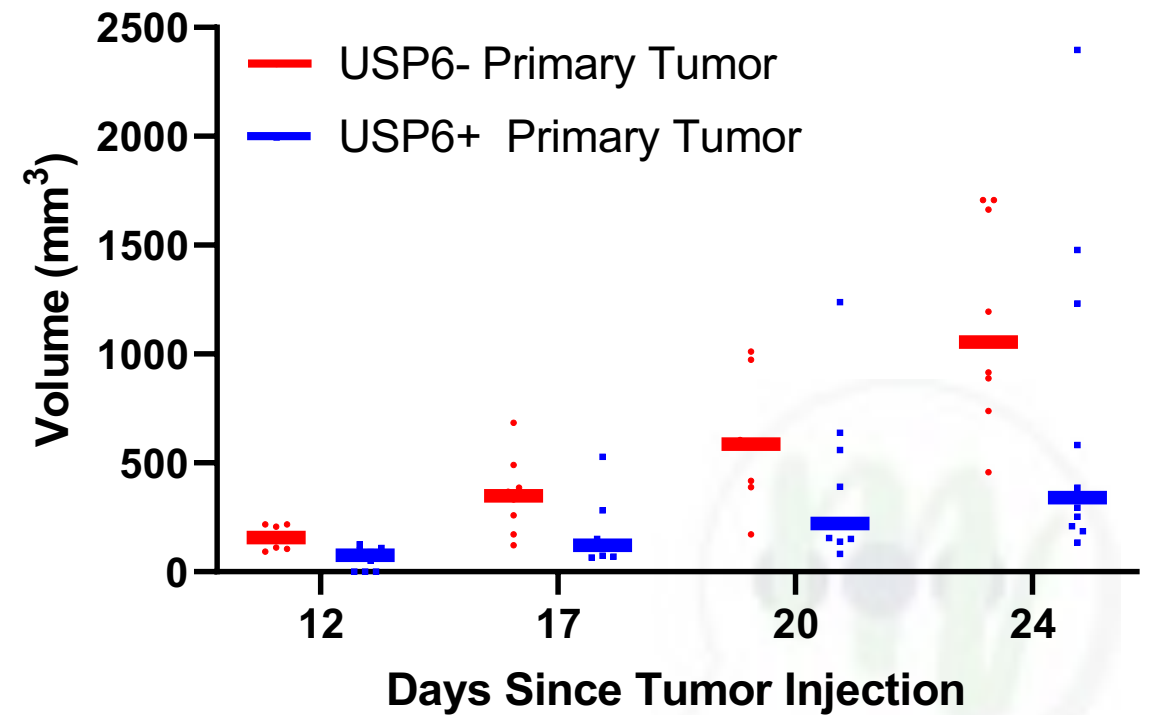 2500
USP6- Primary Tumor
2000
USP6+ Primary Tumor
1500
Volume (mm³)
1000
500
0
12 17 20 24
Days Since Tumor Injection